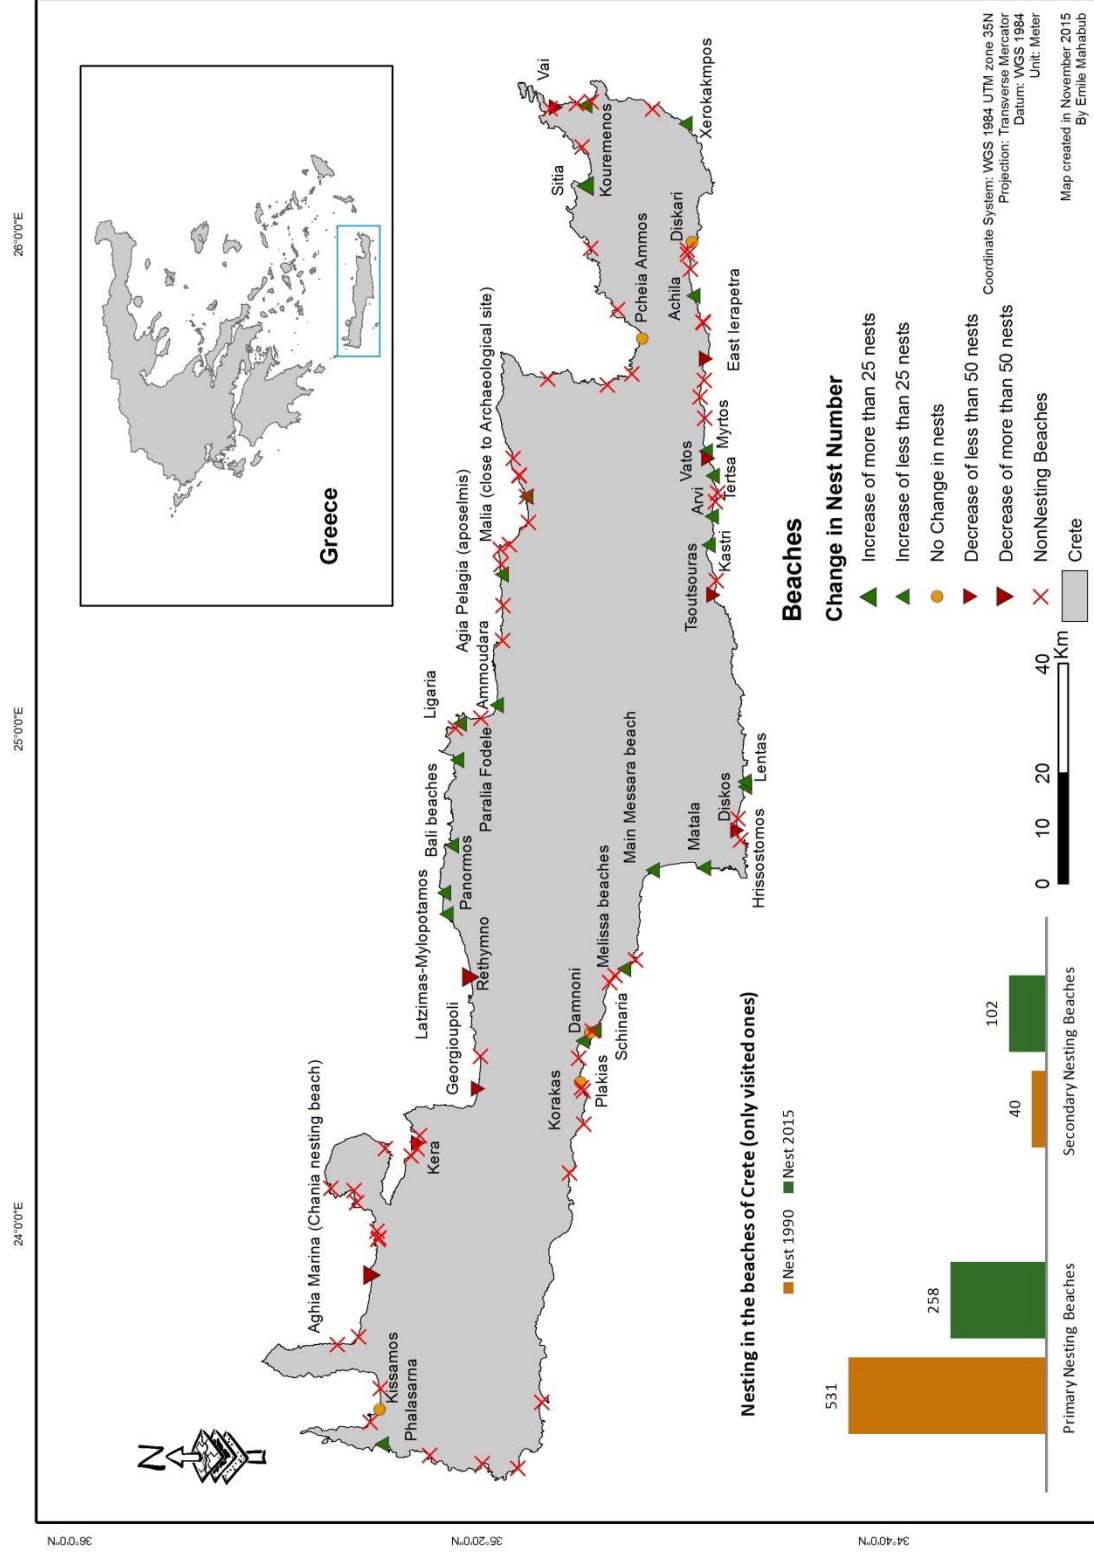 24°0'0"E
25°0'0"E
26°0'0"E
36°0'0"N
35°20'0"N
34°40'0"N
N
Greece
Aghia Marina (Chania nesting beach)
Kissamos
Phalasarna
Kera
Georgioupoli
Rethymno
Latzimas-Mylopotamos
Panormos
Bali beaches
Paralia Fodele
Ligaria
Ammoudara
Agia Pelagia (aposelmis)
Malia (close to Archaeological site)
Pcheia Ammos
Sitia
Kouremenos
Vai
Xerokakmpos
Diskari
Achila
East Ierapetra
Myrtos
Vatos
Tertsa
Arvi
Kastri
Tsoutsouras
Lentas
Diskos
Hrissostomos
Matala
Main Messara beach
Melissa beaches
Schinaria
Damnoni
Plakias
Korakas
Nesting in the beaches of Crete (only visited ones)
Nest 1990 Nest 2015
531
258
40
102
Primary Nesting Beaches
Secondary Nesting Beaches
0 10 20 40
Km
Beaches
Change in Nest Number
Increase of more than 25 nests
Increase of less than 25 nests
No Change in nests
Decrease of less than 50 nests
Decrease of more than 50 nests
NonNesting Beaches
Crete
Coordinate System: WGS 1984 UTM zone 35N
Projection: Transverse Mercator
Datum: WGS 1984
Unit: Meter
Map created in November 2015
By Emile Mahabub